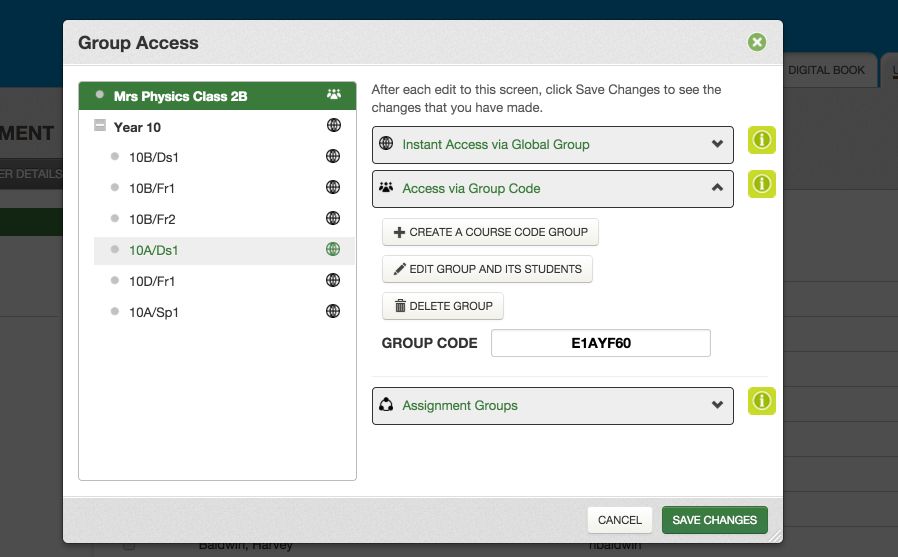 Group Access
DIGITAL BOOK
MENT
ER DETAILS
Mrs Physics Class 2B
Year 10
10B/Ds1
10B/Fr1
10B/Fr2
10A/Ds1
10D/Fr1
10A/Sp1
After each edit to this screen, click Save Changes to see the
changes that you have made.
Instant Access via Global Group
Access via Group Code
CREATE A COURSE CODE GROUP
EDIT GROUP AND ITS STUDENTS
DELETE GROUP
GROUP CODE E1AYF60
Assignment Groups
CANCEL SAVE CHANGES
Baldwin, Harvey hbaldwin